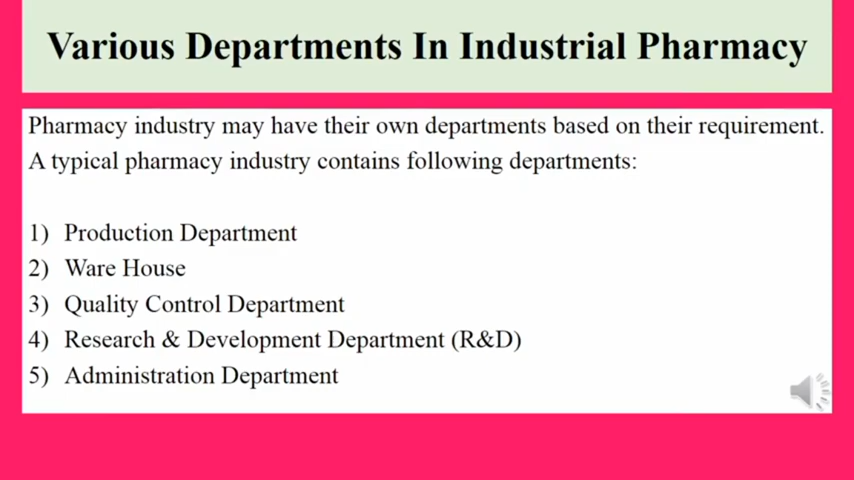 Various Departments In Industrial Pharmacy
Pharmacy industry may have their own departments based on their requirement.
A typical pharmacy industry contains following departments:
1) Production Department
2) Ware House
3) Quality Control Department
4) Research & Development Department (R&D)
5) Administration Department